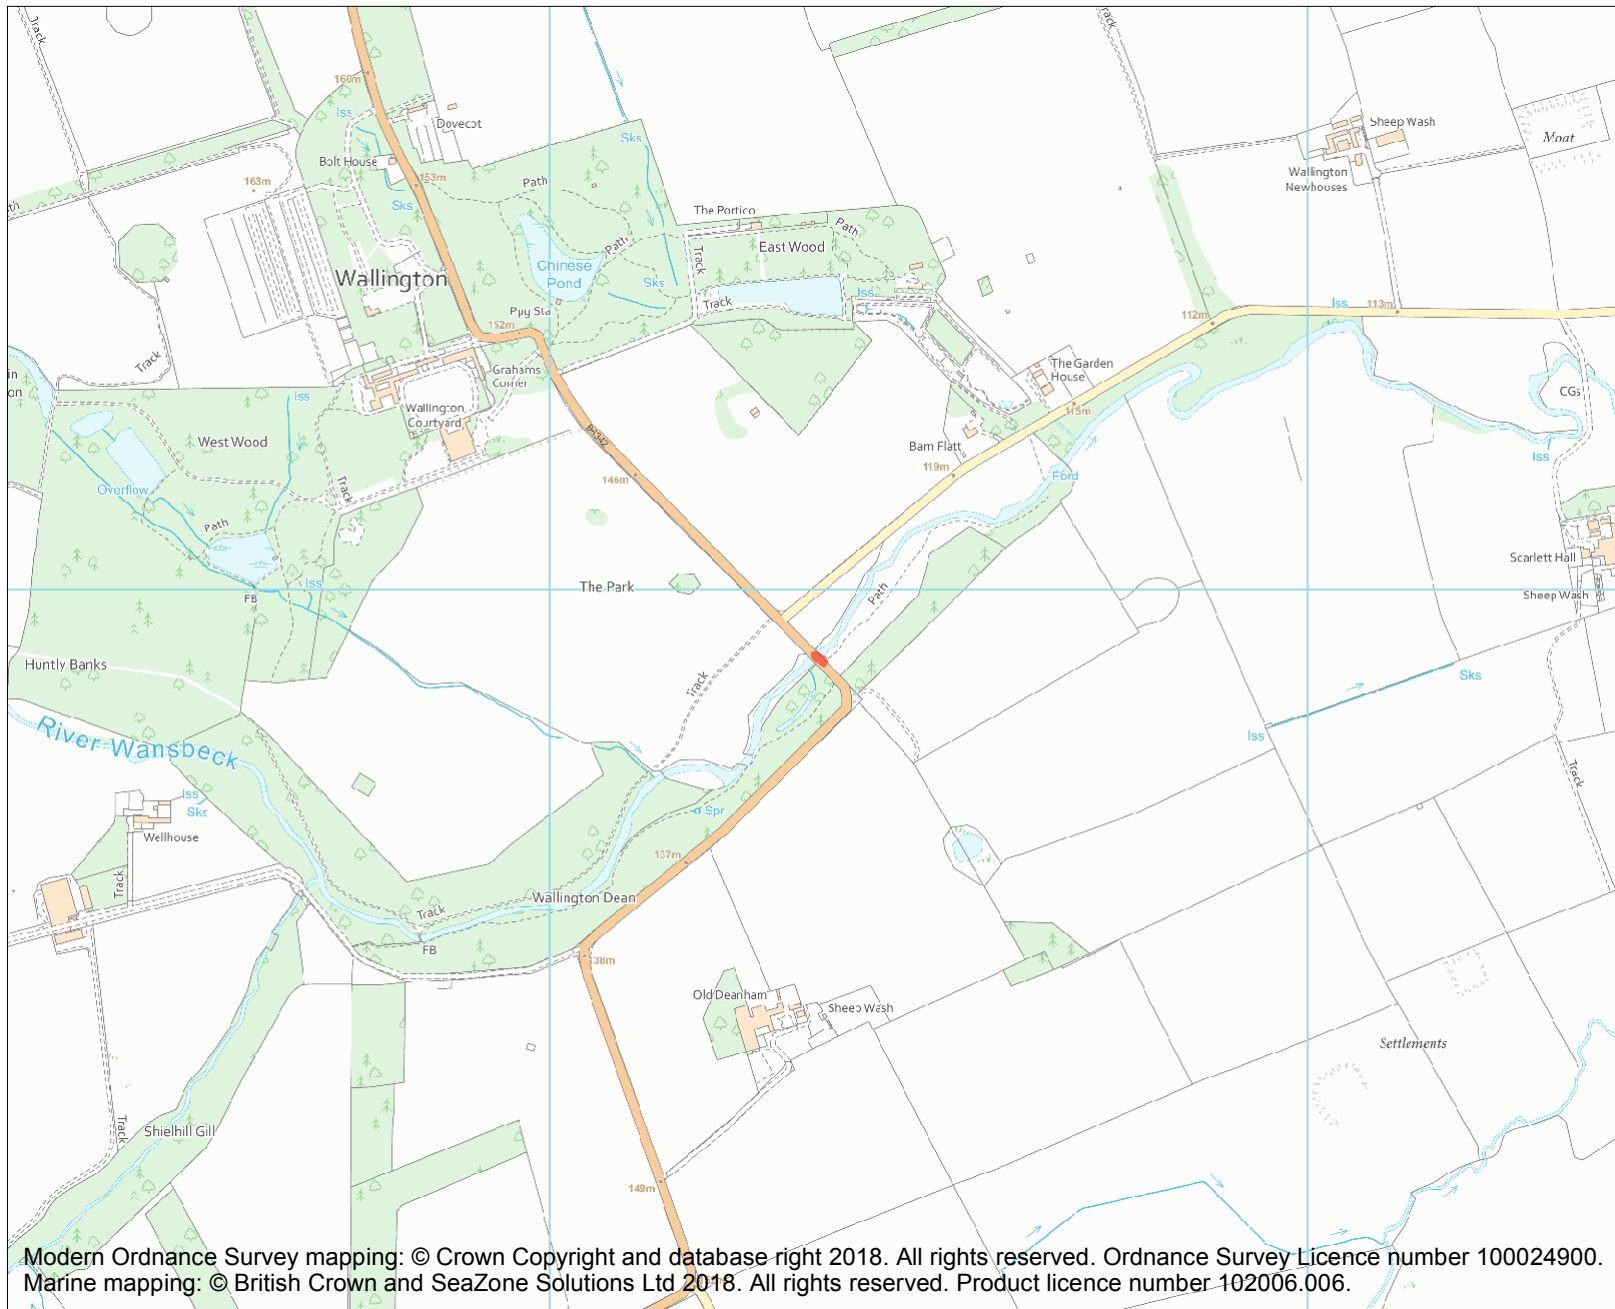 Track
Track
160m
Iss
Dovecot
Sks
Sheep Wash
Moat
Bolt House
163m
153m
Path
Wallington
Newhouses
Sks
The Portico
Path
East Wood
Path
Track
Wallington
Chinese
Pond
Sks
Iss
Track
Iss
113m
112m
152m
Grahams
Corner
Track
The Garden
House
CGs
Iss
Wallington
Courtyard
115m
B6342
West Wood
Barn Flatt
Iss
119m
Ford
146m
Track
Overflow
Path
Scarlett Hall
The Park
Path
Iss
FB
Sheep Wash
Huntly Banks
Track
Sks
River Wansbeck
Iss
Track
Iss
Sks
Spr
Wellhouse
137m
Track
Wallington Dean
Track
FB
38m
Old Deanham
Sheep Wash
Settlements
Track
Shielhill Gill
149m
Modern Ordnance Survey mapping: © Crown Copyright and database right 2018. All rights reserved. Ordnance Survey Licence number 100024900.
Marine mapping: © British Crown and SeaZone Solutions Ltd 2018. All rights reserved. Product licence number 102006.006.